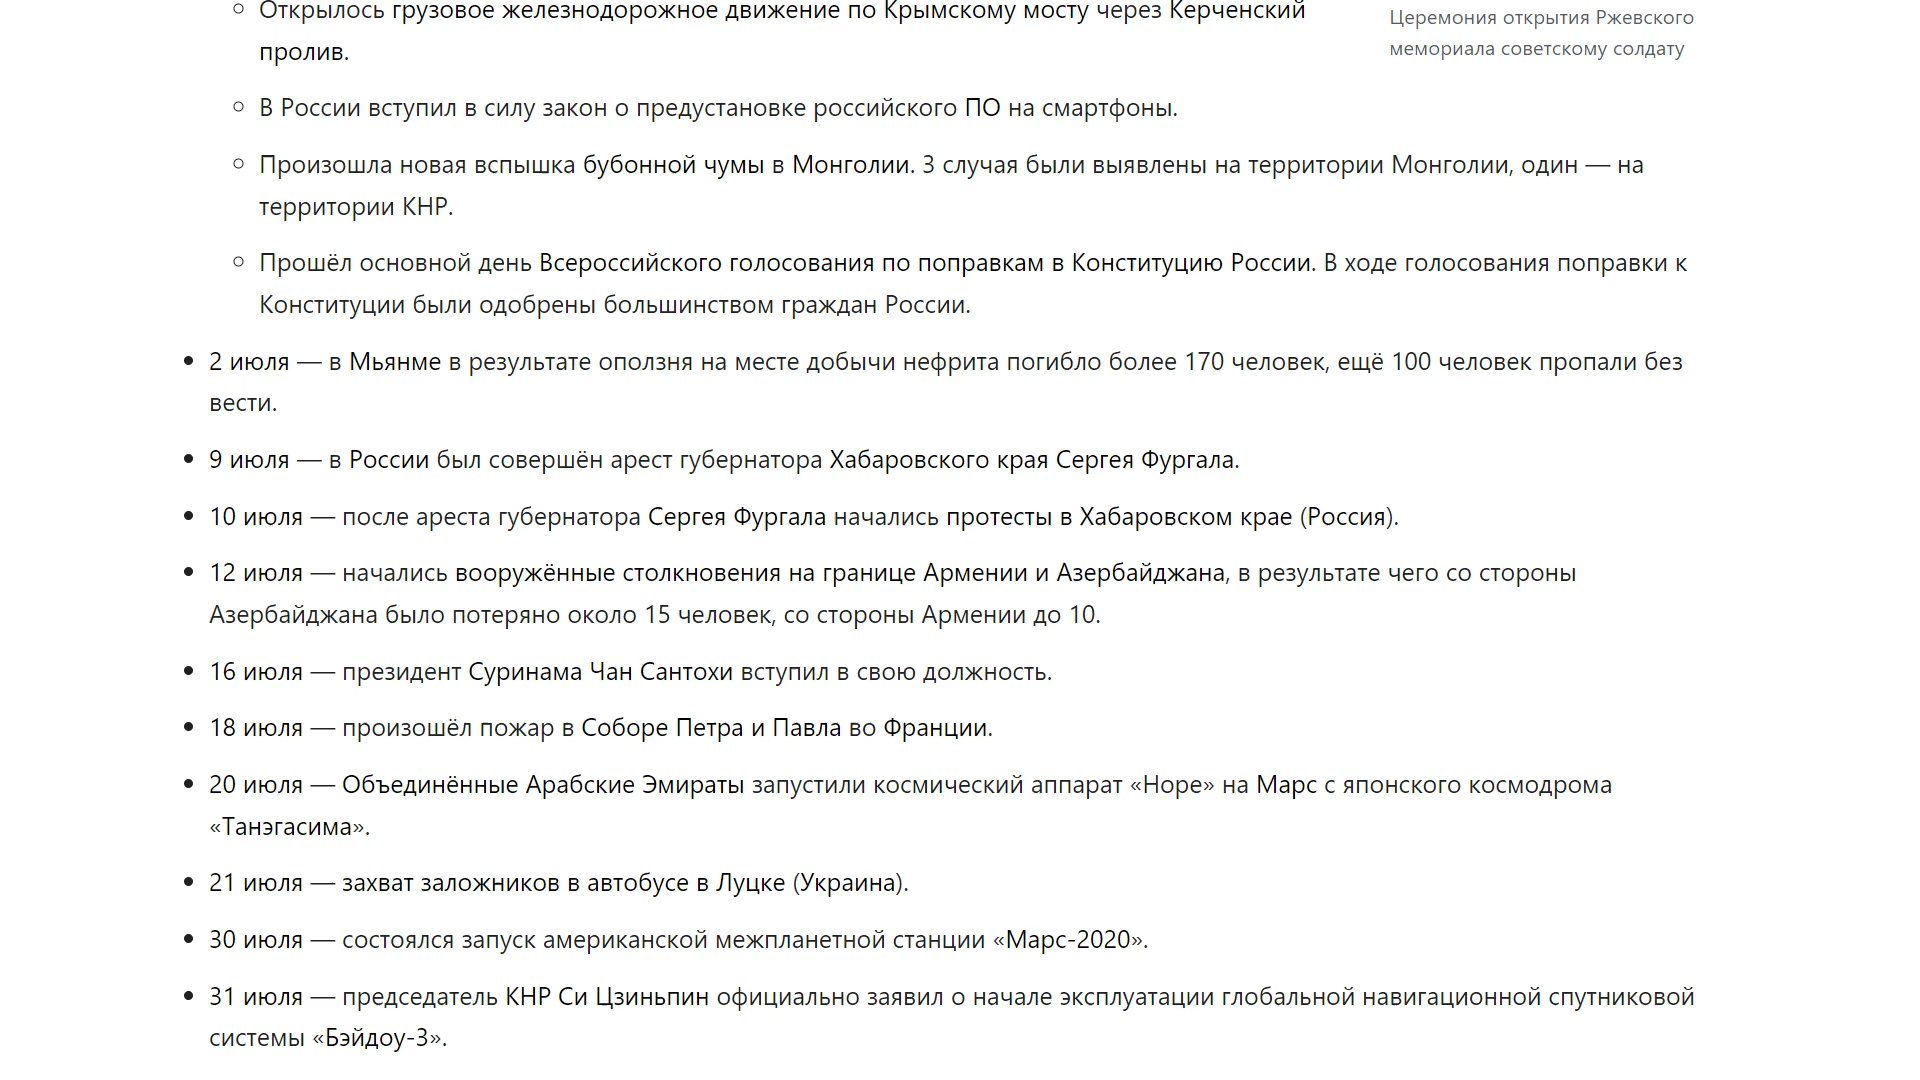 Открылось грузовое железнодорожное движение по Крымскому мосту через Керченский
пролив.
Церемония открытия Ржевского
мемориала советскому солдату
В России вступил в силу закон о предустановке российского ПО на смартфоны.
Произошла новая вспышка бубонной чумы в Монголии. 3 случая были выявлены на территории Монголии, один — на
территории КНР.
Прошёл основной день Всероссийского голосования по поправкам в Конституцию России. В ходе голосования поправки к
Конституции были одобрены большинством граждан России.
2 июля — в Мьянме в результате оползня на месте добычи нефрита погибло более 170 человек, ещё 100 человек пропали без
вести.
9 июля — в России был совершён арест губернатора Хабаровского края Сергея Фургала.
10 июля — после ареста губернатора Сергея Фургала начались протесты в Хабаровском крае (Россия).
12 июля — начались вооружённые столкновения на границе Армении и Азербайджана, в результате чего со стороны
Азербайджана было потеряно около 15 человек, со стороны Армении до 10.
16 июля — президент Суринама Чан Сантохи вступил в свою должность.
18 июля — произошёл пожар в Соборе Петра и Павла во Франции.
20 июля — Объединённые Арабские Эмираты запустили космический аппарат «Hope» на Марс с японского космодрома
«Танэгасима».
21 июля — захват заложников в автобусе в Луцке (Украина).
30 июля — состоялся запуск американской межпланетной станции «Марс-2020».
31 июля — председатель КНР Си Цзиньпин официально заявил о начале эксплуатации глобальной навигационной спутниковой
системы «Бэйдоу-3».